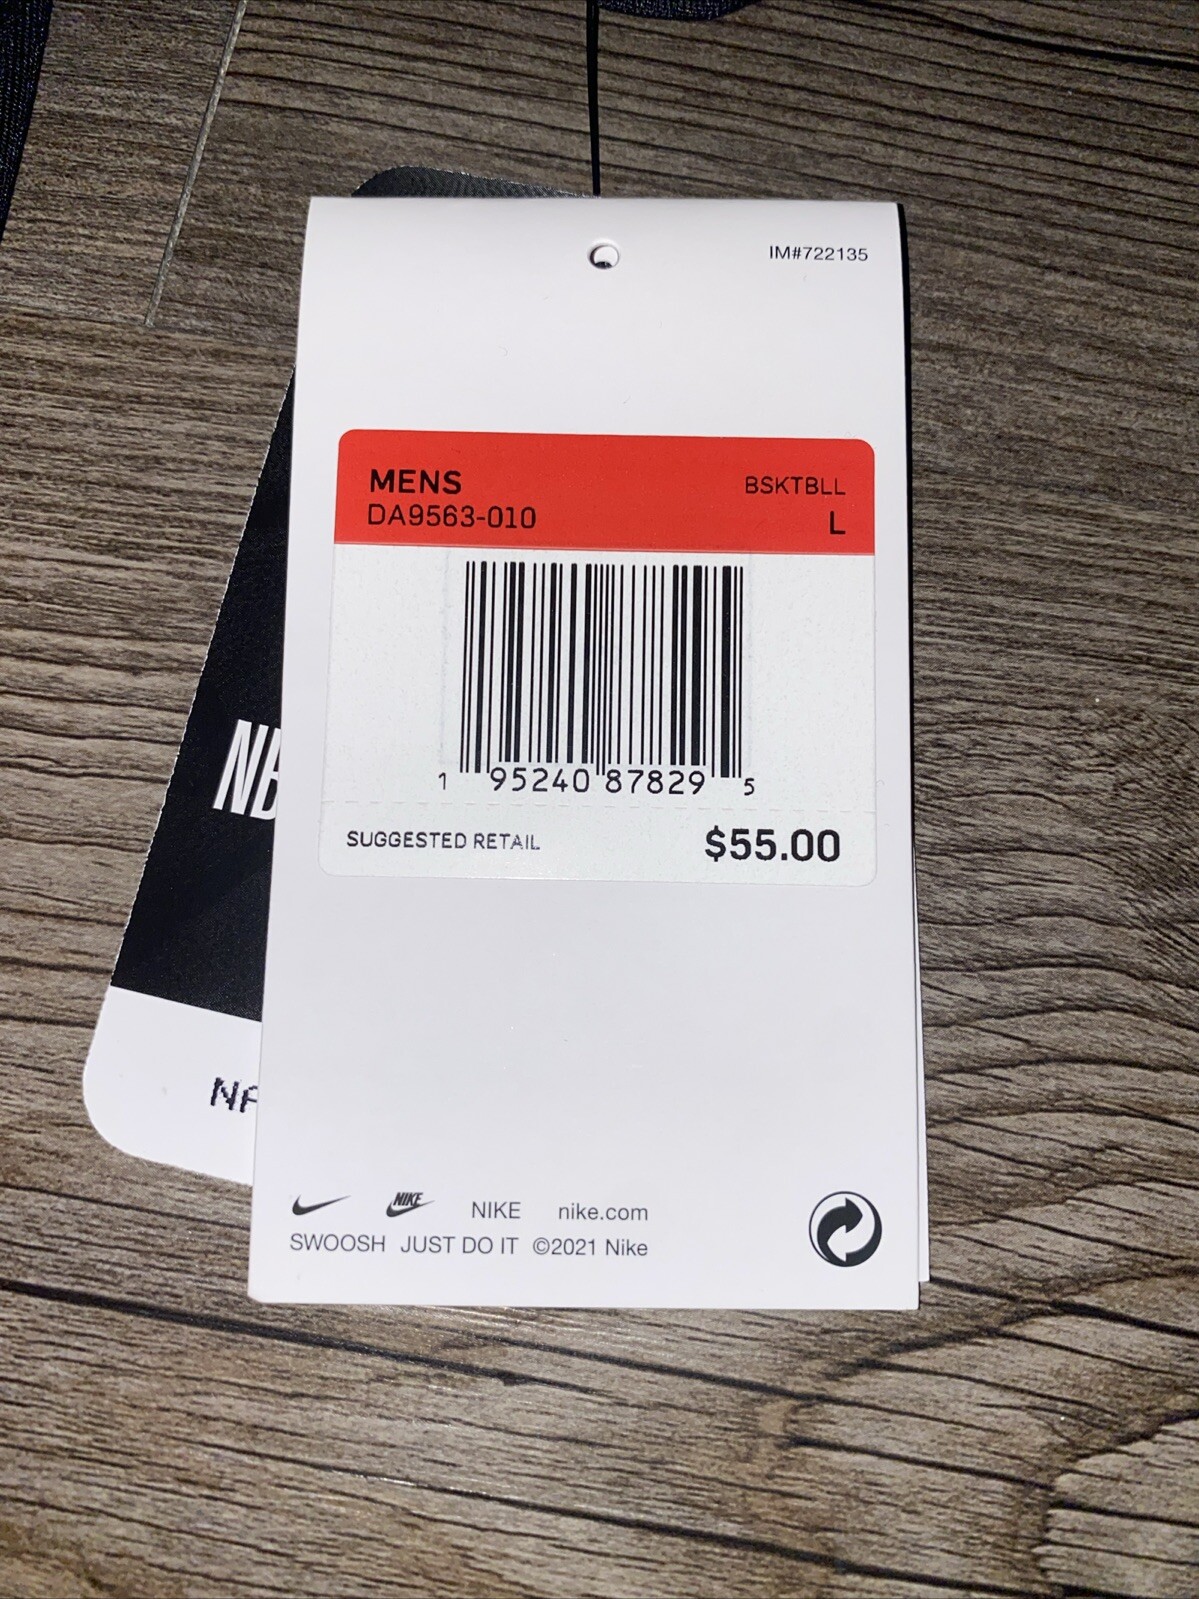 IM#722135
MENS BSKTBLL
DA9563-010 L
1 95240 87829 5
SUGGESTED RETAIL $55.00
NIKE NIKE nike.com
SWOOSH JUST DO IT ©2021 Nike